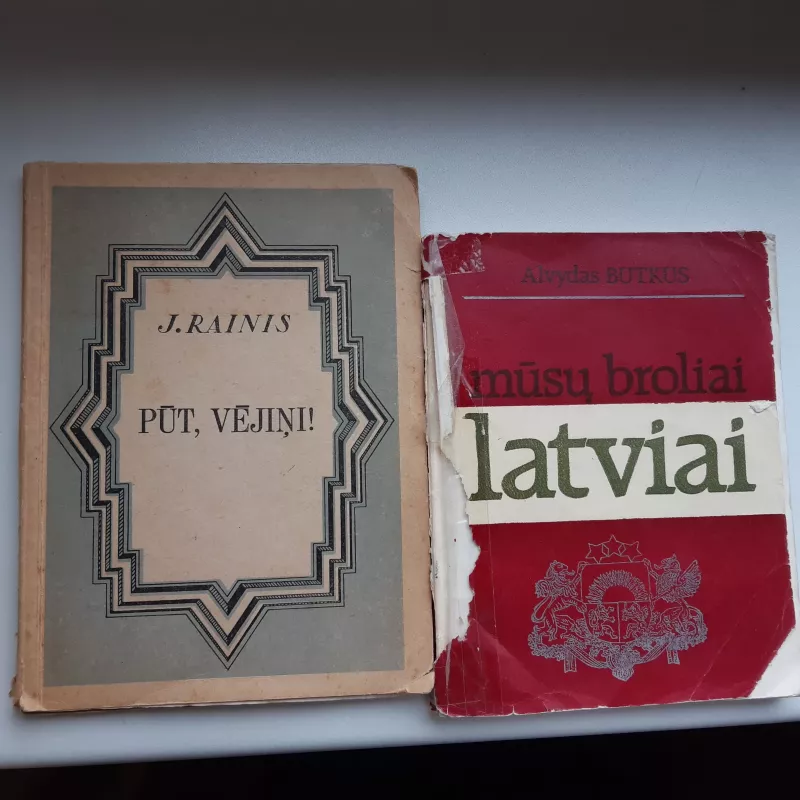 J. RAINIS
PŪT, VĒJIŅI!
Alvydas BUTKUS
mūsų broliai
latviai